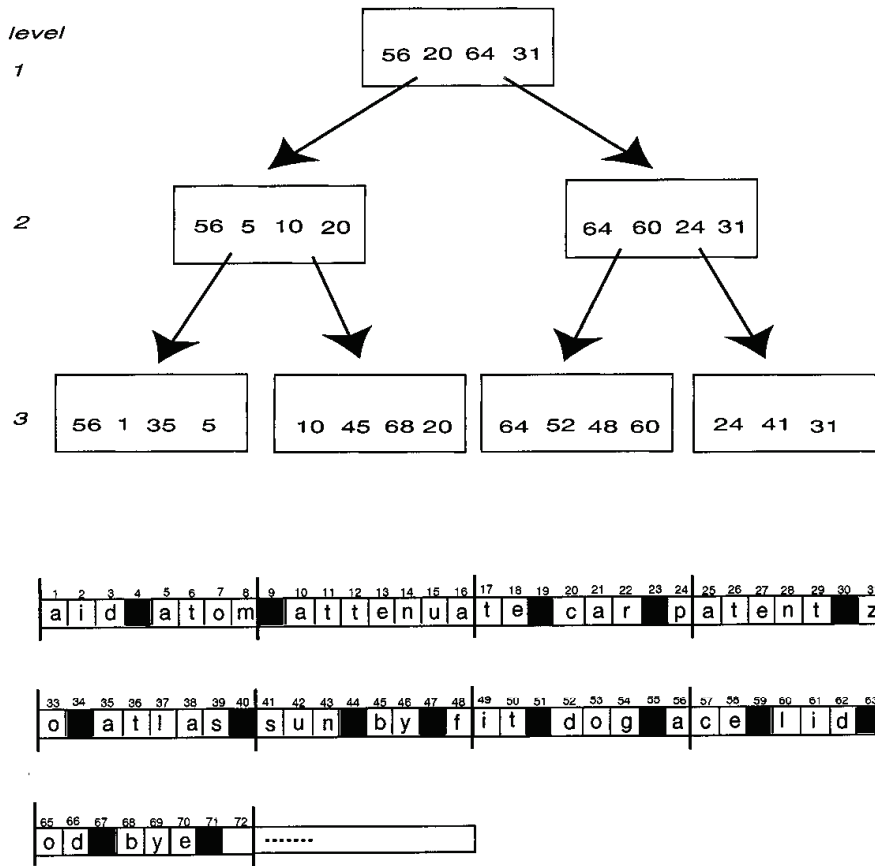 level
1
56 20 64 31
2
56 5 10 20
64 60 24 31
3
56 1 35 5
10 45 68 20
64 52 48 60
24 41 31
1 2 3 4 5 6 7 8 9 10 11 12 13 14 15 16 17 18 19 20 21 22 23 24 25 26 27 28 29 30
a i d a t o m a t t e n u a t e c a r p a t e n t z
33 34 35 36 37 38 39 40 41 42 43 44 45 46 47 48 49 50 51 52 53 54 55 56 57 58 59 60 61 62 63
o a t l a s s u n b y f i t d o g a c e l i d
65 66 67 68 69 70 71 72
o d b y e -------